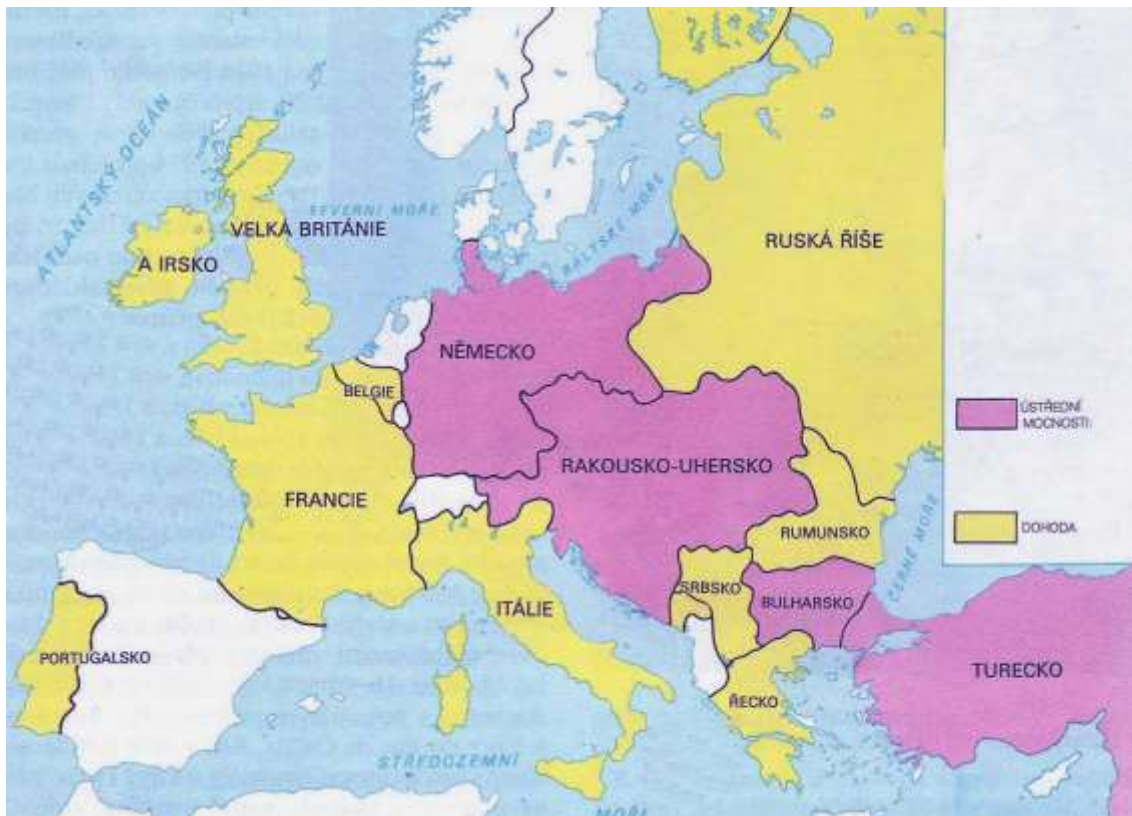 ATLANTSKÝ OCEÁN
SEVERNÍ MOŘE
VELKÁ BRITÁNIE
A IRSKO
BALTSKÉ MOŘE
RUSKÁ ŘÍŠE
NĚMECKO
BELGIE
ÚSTŘEDNÍ
MOCNOSTI
RAKOUSKO-UHERSKO
FRANCIE
ČERNÉ MOŘE
DOHODA
RUMUNSKO
SRBSKO
BULHARSKO
ITÁLIE
PORTUGALSKO
TURECKO
ŘECKO
STŘEDOZEMNÍ
MOŘE